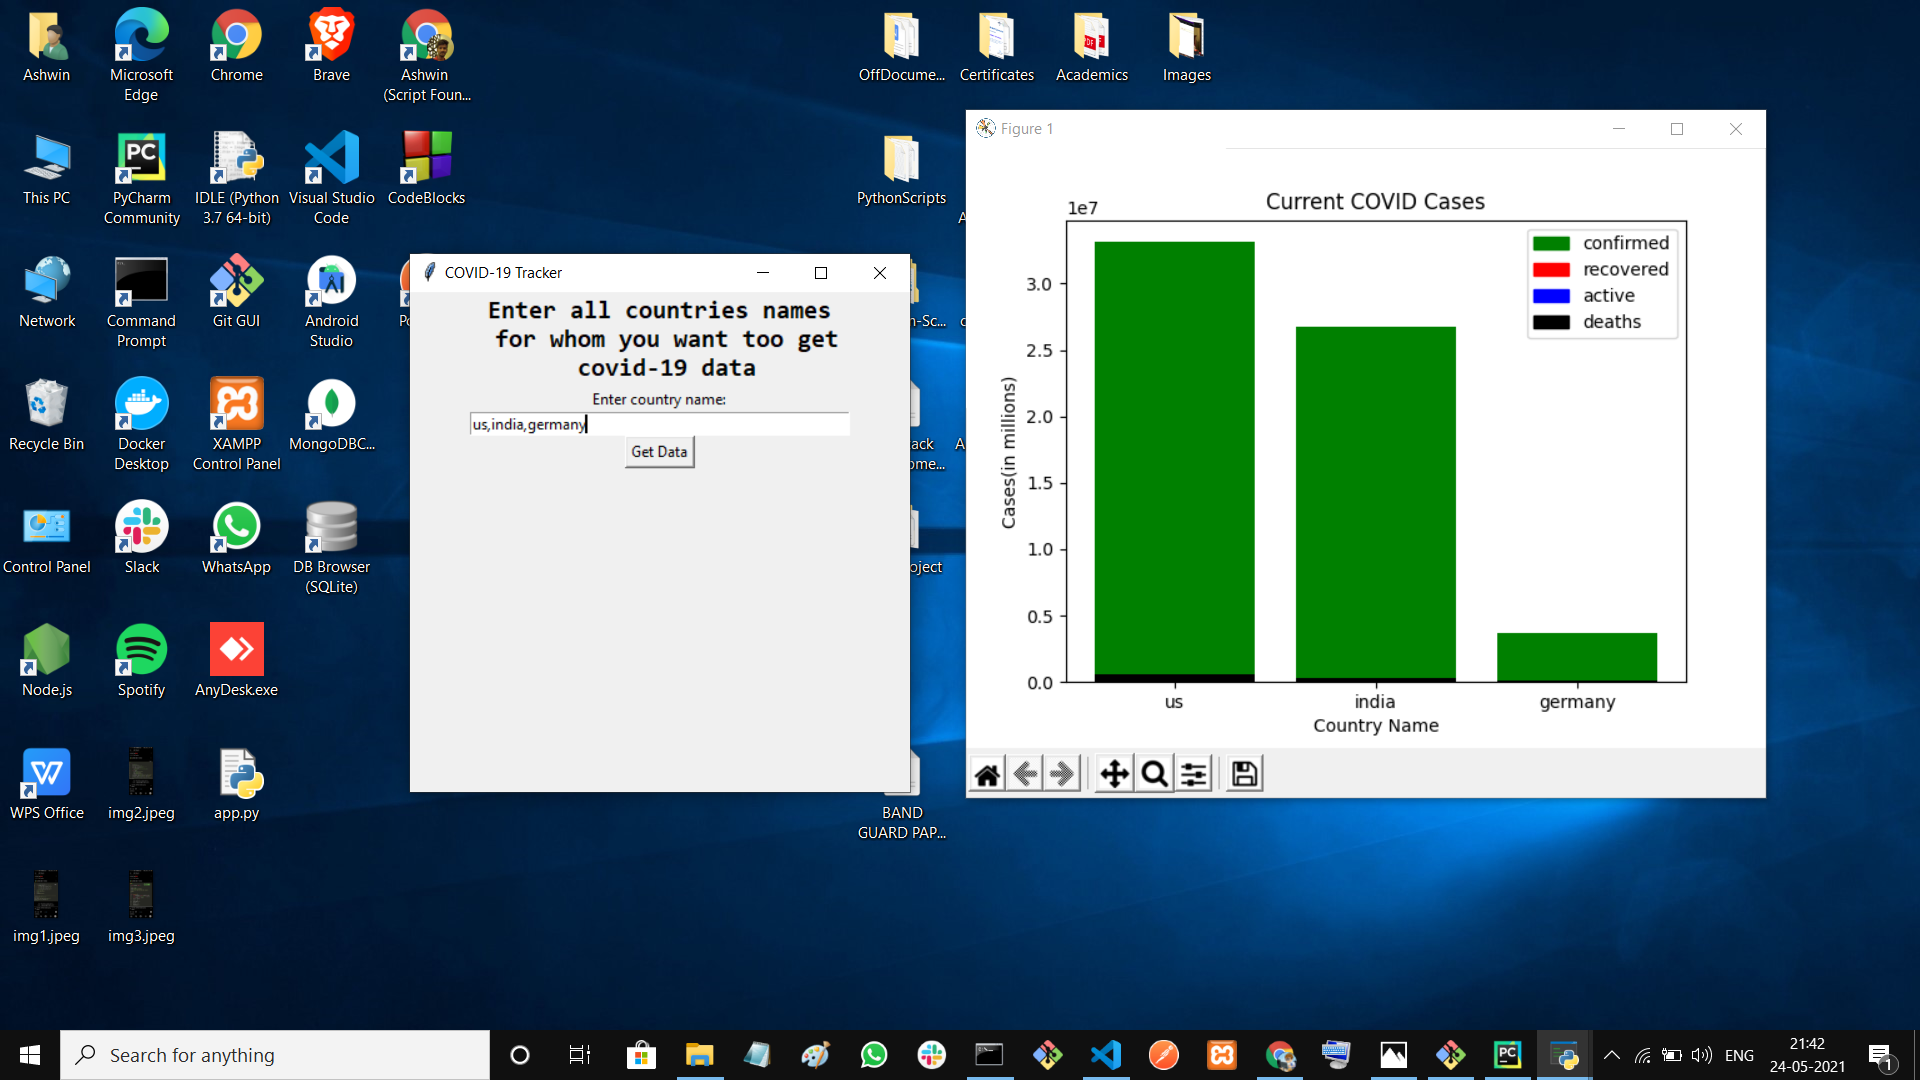 Ashwin
Microsoft
Edge
Chrome
Brave
Ashwin
(Script Foun...
OffDocume...
Certificates
Academics
Images
This PC
PyCharm
Community
IDLE (Python
3.7 64-bit)
Visual Studio
Code
CodeBlocks
PythonScripts
Network
Command
Prompt
Git GUI
Android
Studio
Recycle Bin
Docker
Desktop
XAMPP
Control Panel
MongoDBC...
Control Panel
Slack
WhatsApp
DB Browser
(SQLite)
Node.js
Spotify
AnyDesk.exe
WPS Office
img2.jpeg
app.py
BAND
GUARD PAP...
img1.jpeg
img3.jpeg
COVID-19 Tracker
Enter all countries names
for whom you want too get
covid-19 data
Enter country name:
us,india,germany
Get Data
Figure 1
Current COVID Cases
1e7
confirmed
recovered
active
deaths
3.0
2.5
2.0
1.5
1.0
0.5
0.0
Cases(in millions)
us
india
germany
Country Name
Search for anything
PC
ENG
21:42
24-05-2021
1